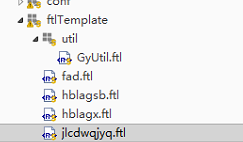 conf
ftlTemplate
util
GyUtil.ftl
fad.ftl
hblagsb.ftl
hblagx.ftl
jlcdwqjyq.ftl